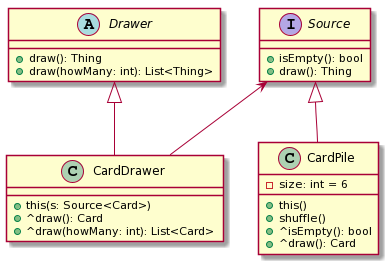 A Drawer
draw(): Thing
draw(howMany: int): List<Thing>
I Source
isEmpty(): bool
draw(): Thing
C CardDrawer
this(s: Source<Card>)
^draw(): Card
^draw(howMany: int): List<Card>
C CardPile
size: int = 6
this()
shuffle()
^isEmpty(): bool
^draw(): Card